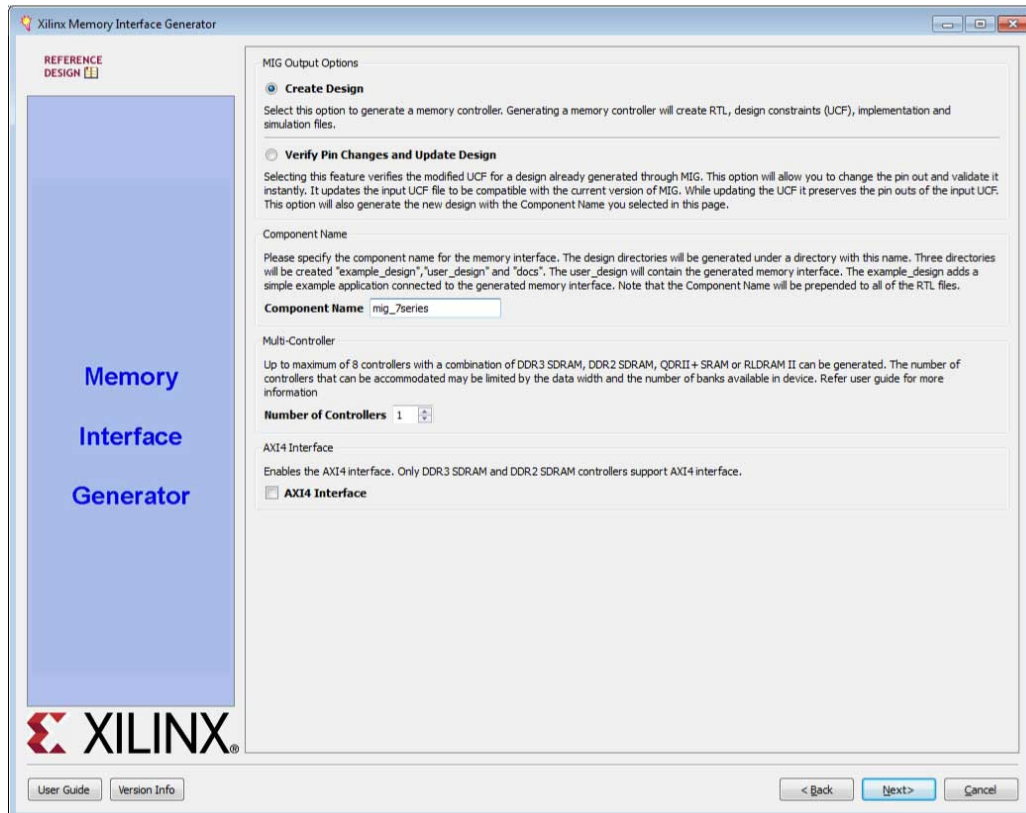 Xilinx Memory Interface Generator
REFERENCE
DESIGN
MIG Output Options
Create Design
Select this option to generate a memory controller. Generating a memory controller will create RTL, design constraints (UCF), implementation and
simulation files.
Verify Pin Changes and Update Design
Selecting this feature verifies the modified UCF for a design already generated through MIG. This option will allow you to change the pin out and validate it
instantly. It updates the input UCF file to be compatible with the current version of MIG. While updating the UCF it preserves the pin outs of the input UCF.
This option will also generate the new design with the Component Name you selected in this page.
Component Name
Please specify the component name for the memory interface. The design directories will be generated under a directory with this name. Three directories
will be created "example_design","user_design" and "docs". The user_design will contain the generated memory interface. The example_design adds a
simple example application connected to the generated memory interface. Note that the Component Name will be prepended to all of the RTL files.
Component Name mig_7series
Multi-Controller
Up to maximum of 8 controllers with a combination of DDR3 SDRAM, DDR2 SDRAM, QDRII+ SRAM or RLDRAM II can be generated. The number of
controllers that can be accommodated may be limited by the data width and the number of banks available in device. Refer user guide for more
information
Number of Controllers 1
AXI4 Interface
Enables the AXI4 interface. Only DDR3 SDRAM and DDR2 SDRAM controllers support AXI4 interface.
AXI4 Interface
Memory
Interface
Generator
XILINX®
User Guide
Version Info
< Back
Next>
Cancel